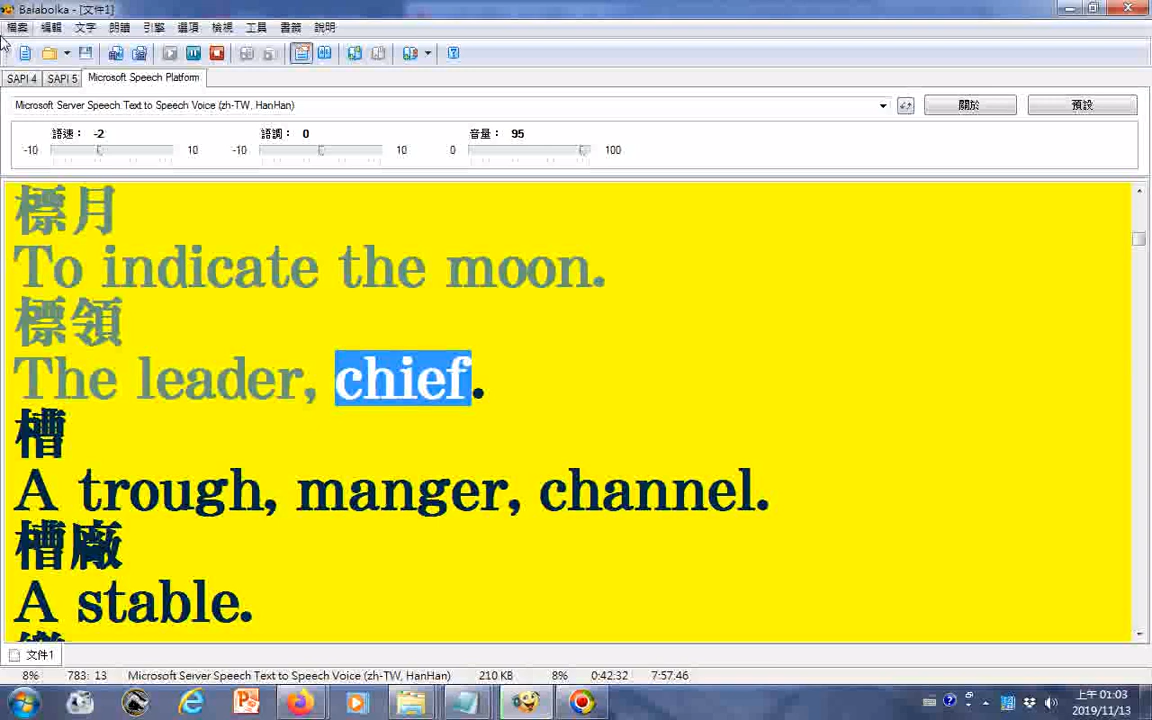 Balabolka - [文件1]
檔案 編輯 文字 朗讀 引擎 選項 檢視 工具 書籤 說明
SAPI 4 SAPI 5 Microsoft Speech Platform
Microsoft Server Speech Text to Speech Voice (zh-TW, HanHan) 關於 預設
語速： -2 語調： 0 音量： 95
-10 10 -10 10 0 100
標月
To indicate the moon.
標領
The leader, chief.
槽
A trough, manger, channel.
槽廠
A stable.
文件1
8% 783: 13 Microsoft Server Speech Text to Speech Voice (zh-TW, HanHan) 210 KB 8% 0:42:32 7:57:46
上午 01:03
2019/11/13